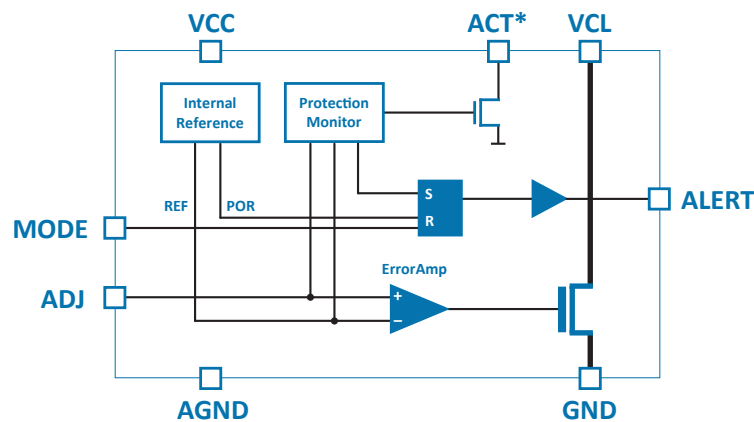 VCC
ACT*
VCL
Internal
Reference
Protection
Monitor
S
R
REF
POR
ALERT
MODE
ErrorAmp
ADJ
+
−
AGND
GND